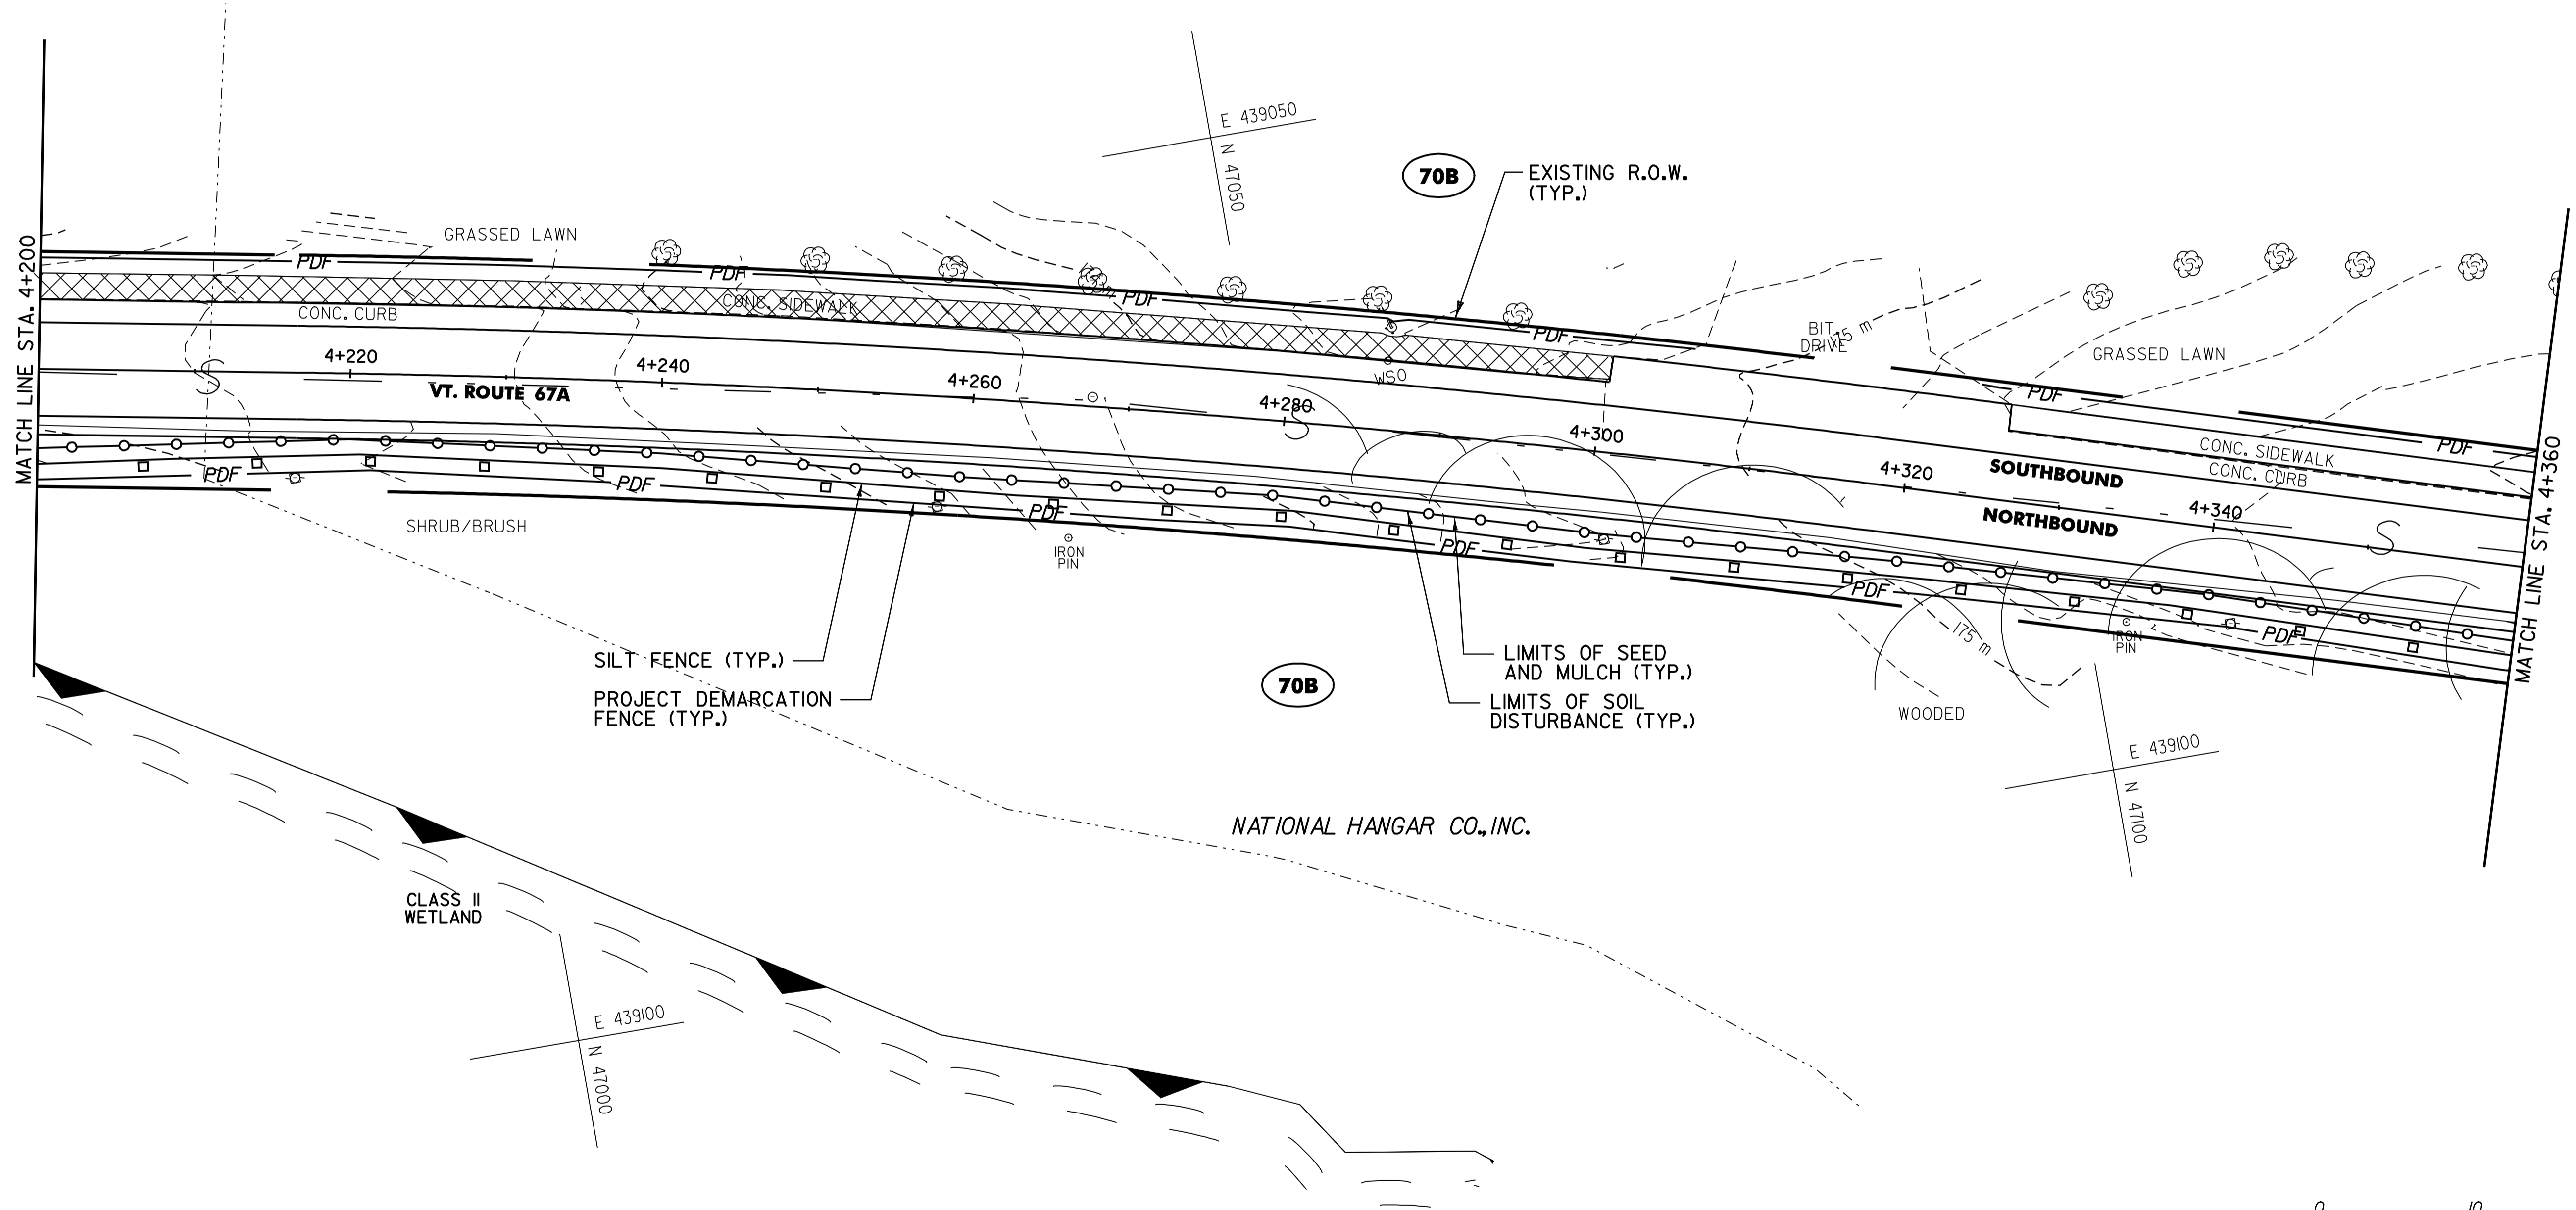 E 439050
N 47050
70B
EXISTING R.O.W.
(TYP.)
MATCH LINE STA. 4+200
GRASSED LAWN
PDF
PDF
PDF
PDF
CONC. SIDEWALK
CONC. CURB
BIT.
DRIVE
175 m
GRASSED LAWN
4+220
4+240
4+260
4+280
4+300
4+320
4+340
WSO
VT. ROUTE 67A
PDF
PDF
CONC. SIDEWALK
CONC. CURB
SOUTHBOUND
NORTHBOUND
MATCH LINE STA. 4+360
PDF
PDF
PDF
PDF
PDF
PDF
SHRUB/BRUSH
IRON
PIN
IRON
PIN
175 m
SILT FENCE (TYP.)
PROJECT DEMARCATION
FENCE (TYP.)
70B
LIMITS OF SEED
AND MULCH (TYP.)
LIMITS OF SOIL
DISTURBANCE (TYP.)
WOODED
E 439100
N 47100
NATIONAL HANGAR CO., INC.
CLASS II
WETLAND
E 439100
N 47000
0
10